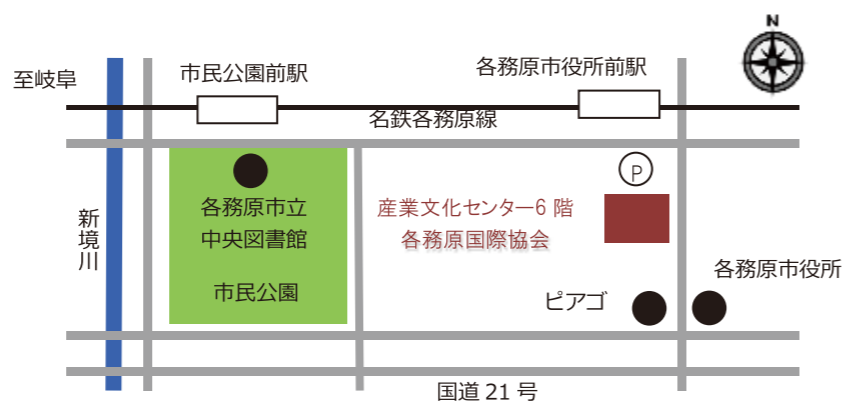 N
至岐阜
市民公園前駅
各務原市役所前駅
名鉄各務原線
P
新境川
各務原市立
中央図書館
市民公園
産業文化センター6 階
各務原国際協会
各務原市役所
ピアゴ
国道 21 号